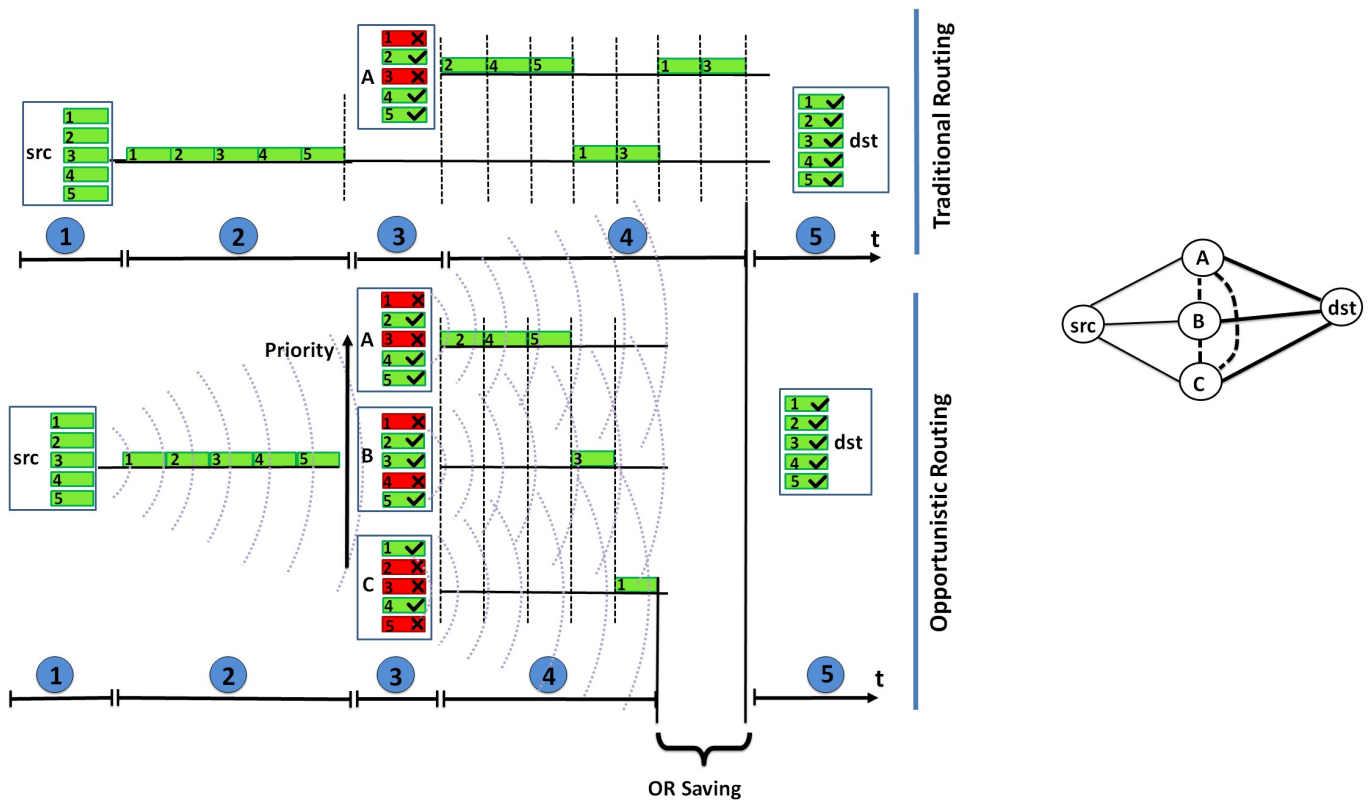 Traditional Routing
src
1
2
3
4
5
1 2 3 4 5
A
1 ✗
2 ✓
3 ✗
4 ✓
5 ✓
2 4 5
1 3
1 3
1 ✓
2 ✓
3 ✓
4 ✓
5 ✓
dst
1 2 3 4 5
t
Opportunistic Routing
src
1
2
3
4
5
1 2 3 4 5
Priority
A
1 ✗
2 ✓
3 ✗
4 ✓
5 ✓
2 4 5
B
1 ✗
2 ✓
3 ✓
4 ✗
5 ✓
3
C
1 ✓
2 ✗
3 ✗
4 ✓
5 ✗
1
1 ✓
2 ✓
3 ✓
4 ✓
5 ✓
dst
1 2 3 4 5
t
OR Saving
src
A
B
C
dst